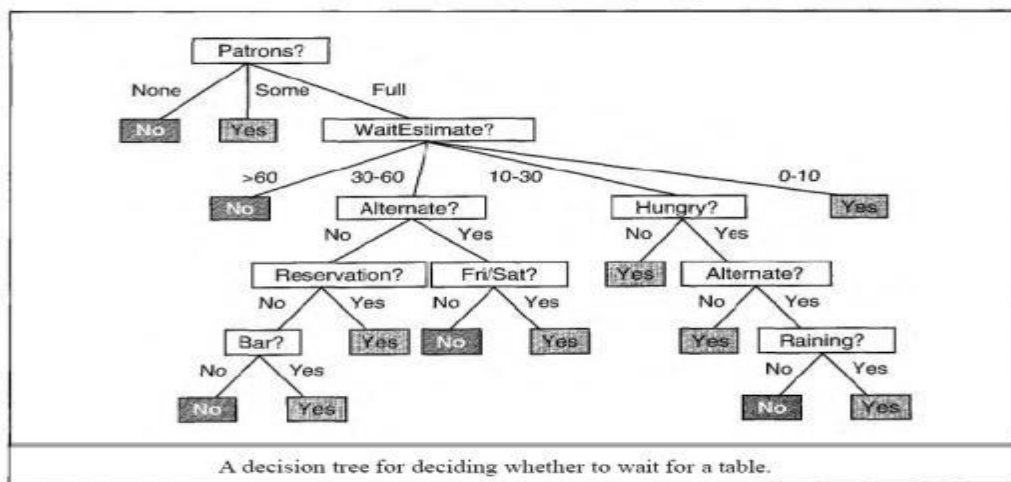 Patrons?
None Some Full
No Yes WaitEstimate?
>60 30-60 10-30 0-10
No Alternate? Hungry? Yes
No Yes No Yes
Reservation? Fri/Sat? Yes Alternate?
No Yes No Yes No Yes
Bar? Yes No Yes Yes Raining?
No Yes No Yes
No Yes No Yes
A decision tree for deciding whether to wait for a table.